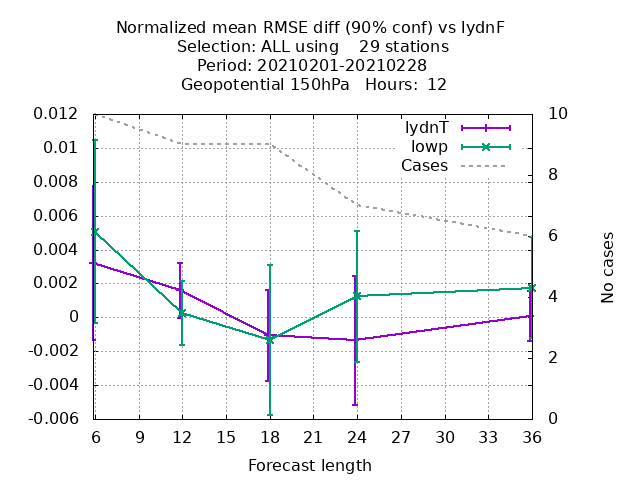 Normalized mean RMSE diff (90% conf) vs lydnF
Selection: ALL using    29 stations
Period: 20210201-20210228
Geopotential 150hPa   Hours:  12
0.012
0.01
0.008
0.006
0.004
0.002
0
-0.002
-0.004
-0.006
lydnT
lowp
Cases
10
8
6
4
2
0
No cases
6 9 12 15 18 21 24 27 30 33 36
Forecast length